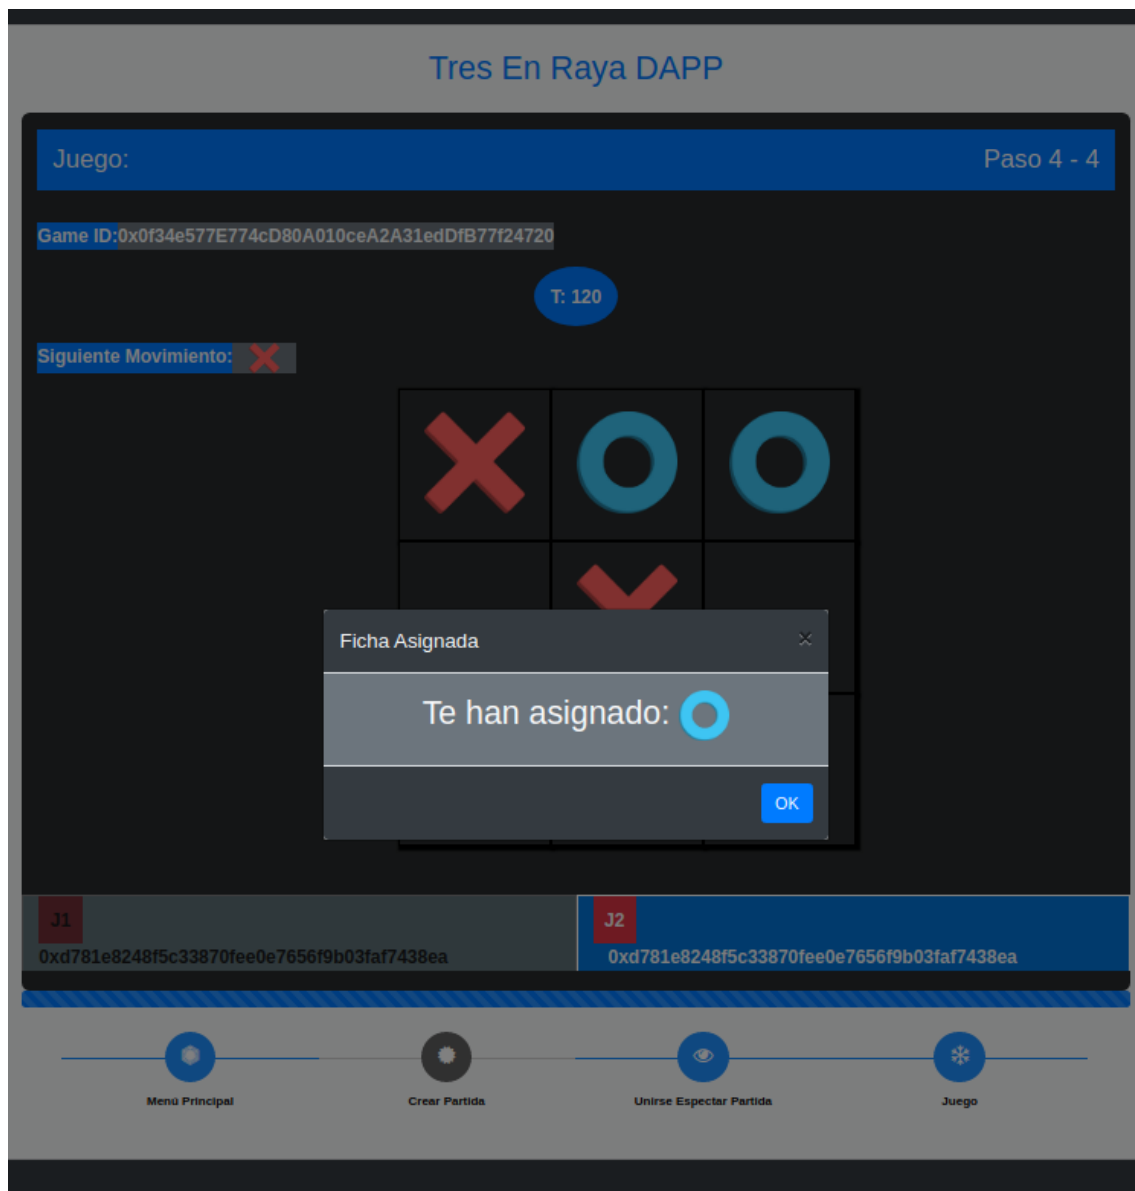 Tres En Raya DAPP
Juego: Paso 4 - 4
Game ID:0x0f34e577E774cD80A010ceA2A31edDfB77f24720
T: 120
Siguiente Movimiento:
Ficha Asignada ×
Te han asignado:
OK
J1
0xd781e8248f5c33870fee0e7656f9b03faf7438ea
J2
0xd781e8248f5c33870fee0e7656f9b03faf7438ea
Menú Principal
Crear Partida
Unirse Espectar Partida
Juego